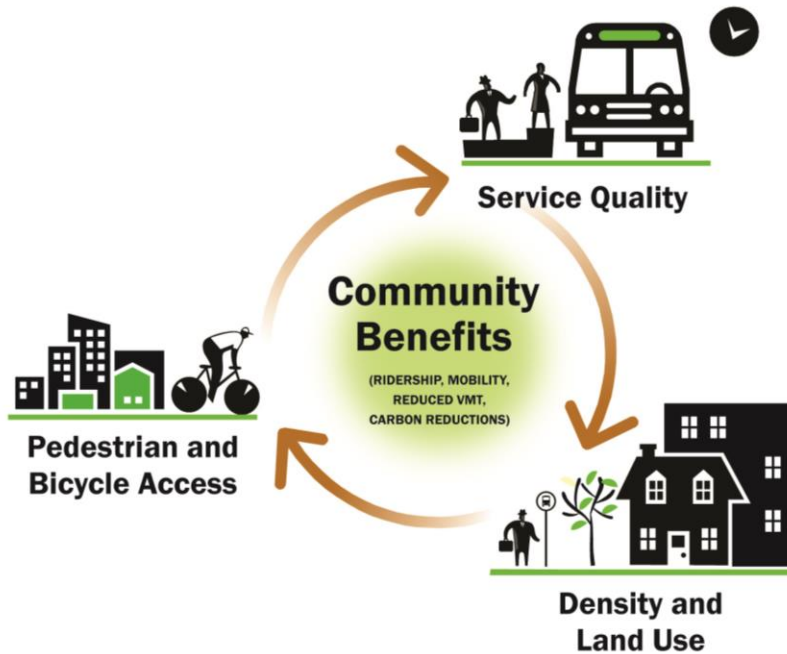 Service Quality
Community
Benefits
(RIDERSHIP, MOBILITY,
REDUCED VMT,
CARBON REDUCTIONS)
Pedestrian and
Bicycle Access
Density and
Land Use